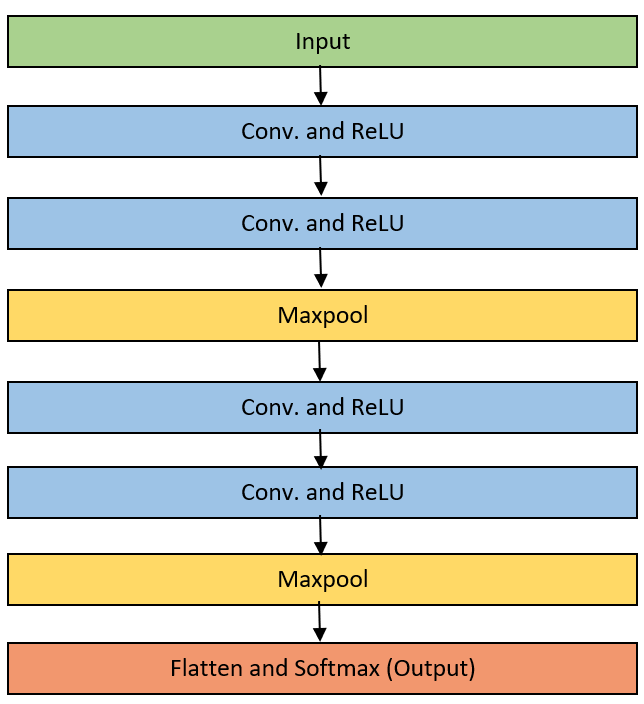 Input
Conv. and ReLU
Conv. and ReLU
Maxpool
Conv. and ReLU
Conv. and ReLU
Maxpool
Flatten and Softmax (Output)